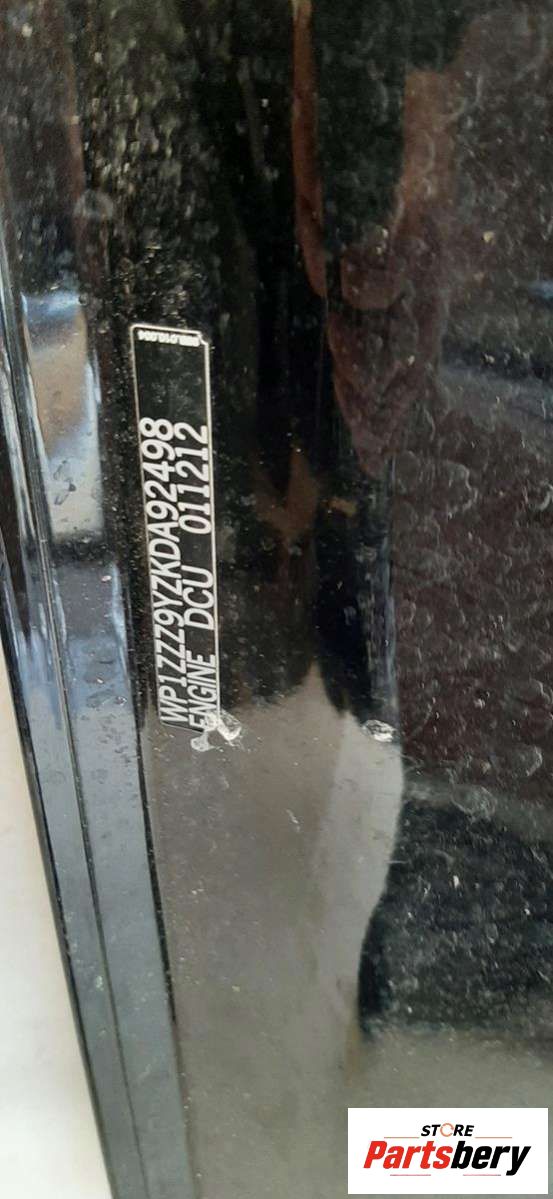 WP1ZZZ9YZKDA92498
ENGINE DCU 011212
STORE
Partsbery